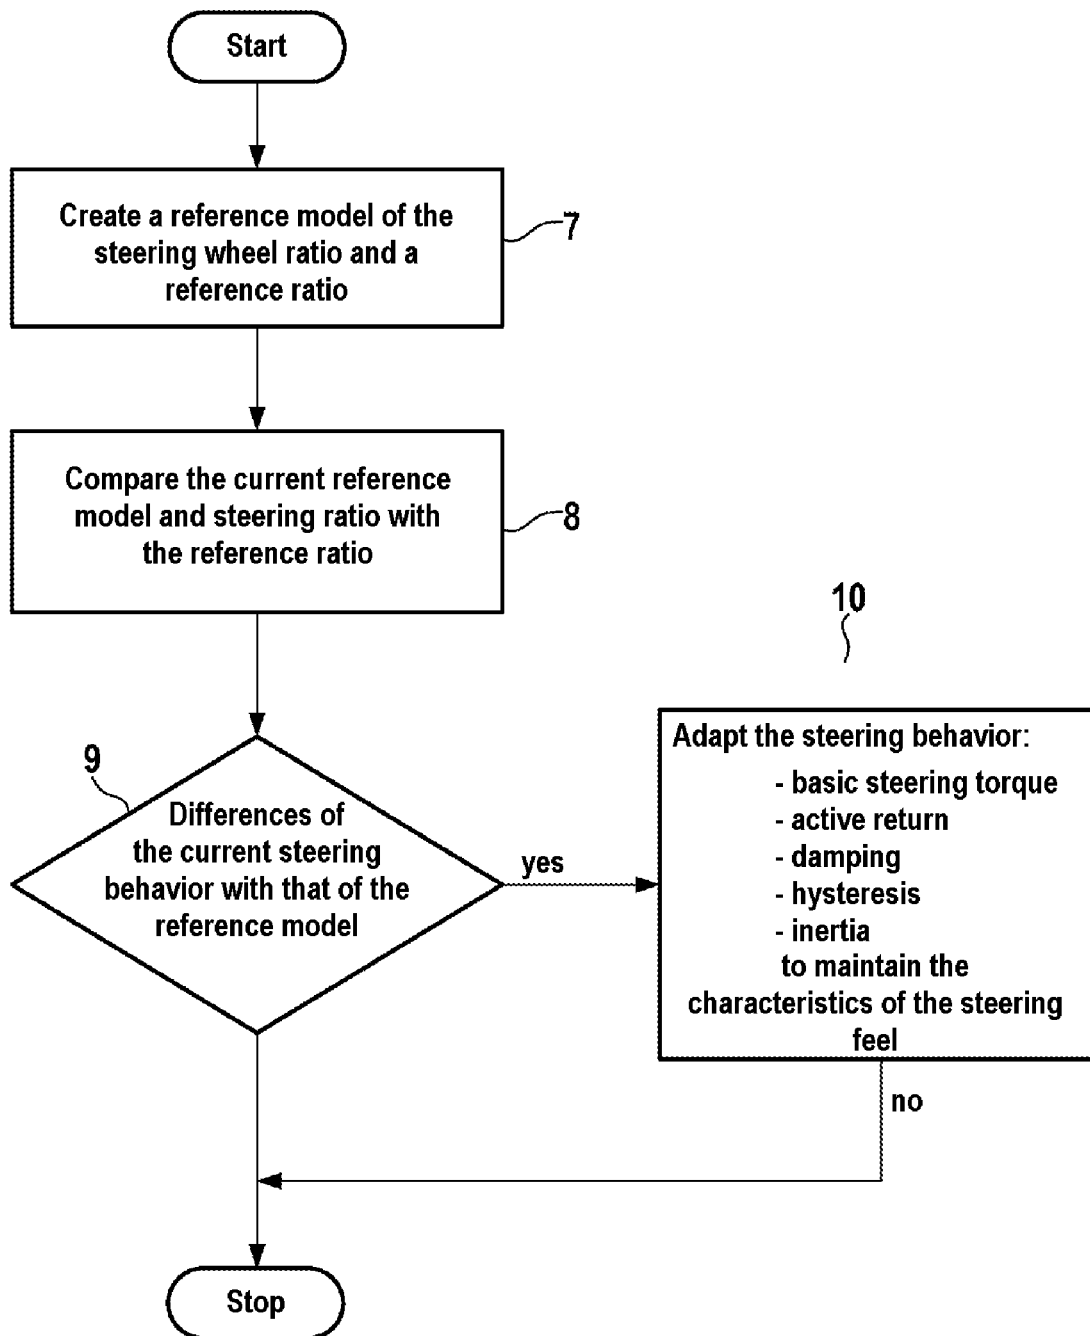 Start
Create a reference model of the
steering wheel ratio and a
reference ratio
7
Compare the current reference
model and steering ratio with
the reference ratio
8
9
Differences of
the current steering
behavior with that of the
reference model
yes
10
Adapt the steering behavior:
- basic steering torque
- active return
- damping
- hysteresis
- inertia
to maintain the
characteristics of the steering
feel
no
Stop